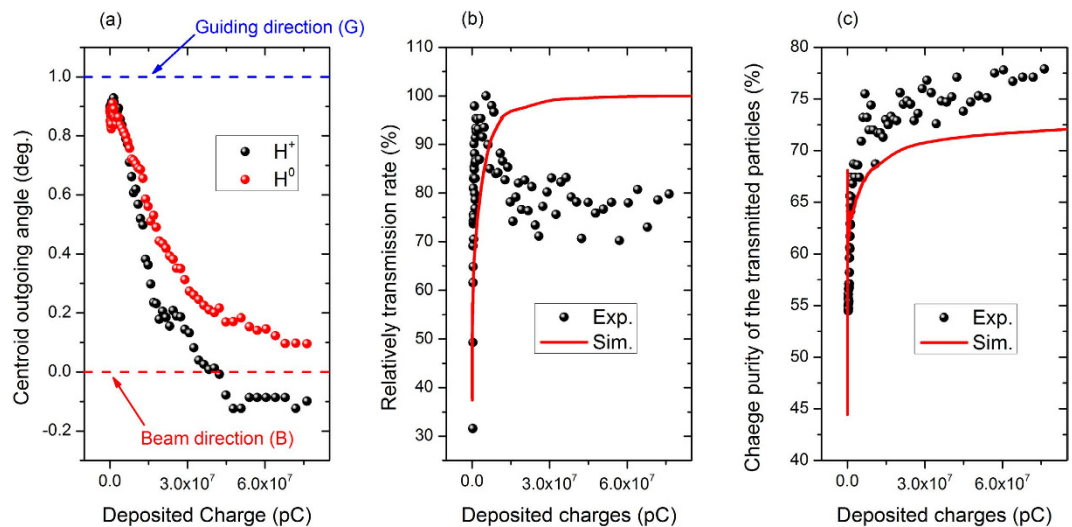 (a)
Guiding direction (G)
1.0
0.8
0.6
0.4
0.2
0.0
-0.2
Centroid outgoing angle (deg.)
H+
H0
Beam direction (B)
0.0 3.0x10^7 6.0x10^7
Deposited Charge (pC)
(b)
110
100
90
80
70
60
50
40
30
Relatively transmission rate (%)
Exp.
Sim.
0.0 3.0x10^7 6.0x10^7
Deposited charges (pC)
(c)
80
75
70
65
60
55
50
45
40
Chaege purity of the transmitted particles (%)
Exp.
Sim.
0.0 3.0x10^7 6.0x10^7
Deposited charges (pC)